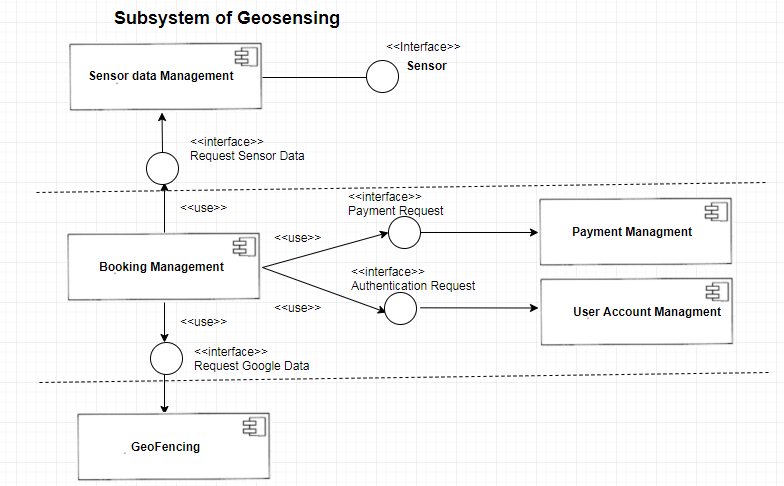 Subsystem of Geosensing
<<Interface>>
Sensor
Sensor data Management
<<interface>>
Request Sensor Data
<<use>>
<<interface>>
Payment Request
Payment Managment
<<use>>
Booking Management
<<interface>>
Authentication Request
<<use>>
User Account Managment
<<use>>
<<interface>>
Request Google Data
GeoFencing